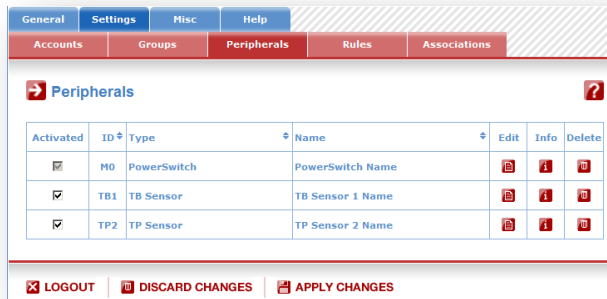 General Settings Misc Help
Accounts Groups Peripherals Rules Associations
Peripherals ?
Activated ID Type Name Edit Info Delete
M0 PowerSwitch PowerSwitch Name i
TB1 TB Sensor TB Sensor 1 Name i
TP2 TP Sensor TP Sensor 2 Name i
LOGOUT DISCARD CHANGES APPLY CHANGES